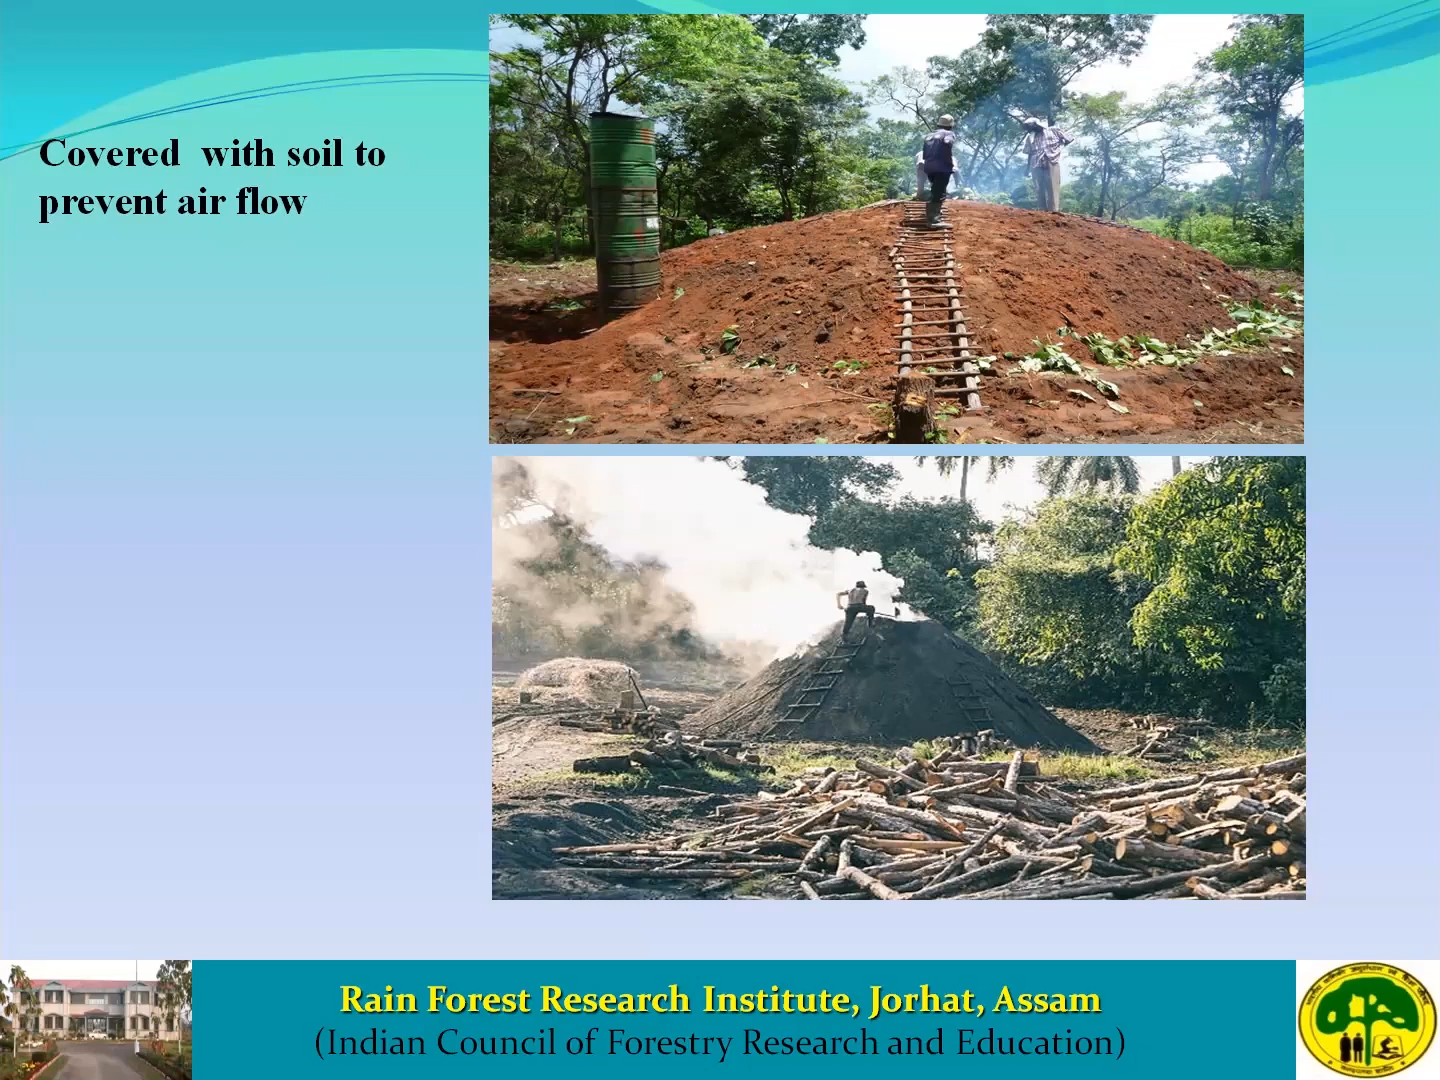 Covered with soil to
prevent air flow
Rain Forest Research Institute, Jorhat, Assam
(Indian Council of Forestry Research and Education)